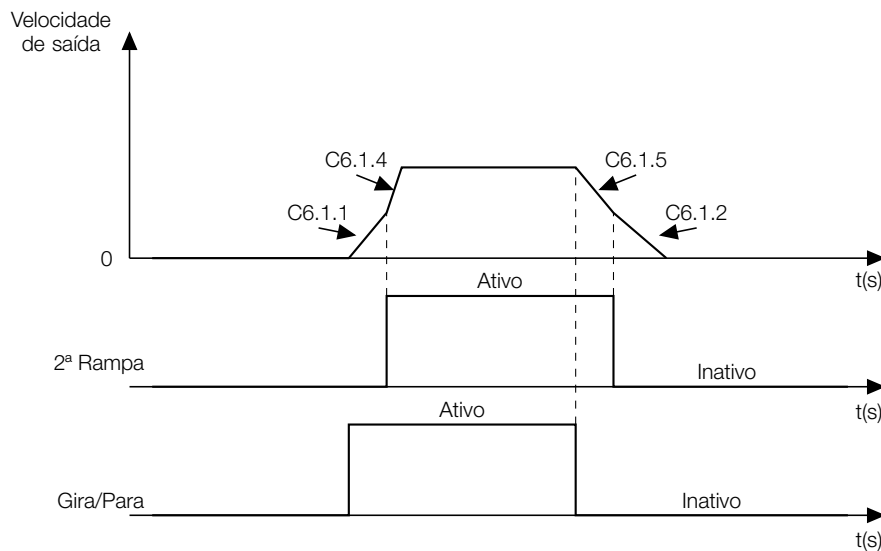 Velocidade
de saída
C6.1.4
C6.1.5
C6.1.1
C6.1.2
0
t(s)
Ativo
2ª Rampa
Inativo
t(s)
Ativo
Gira/Para
Inativo
t(s)